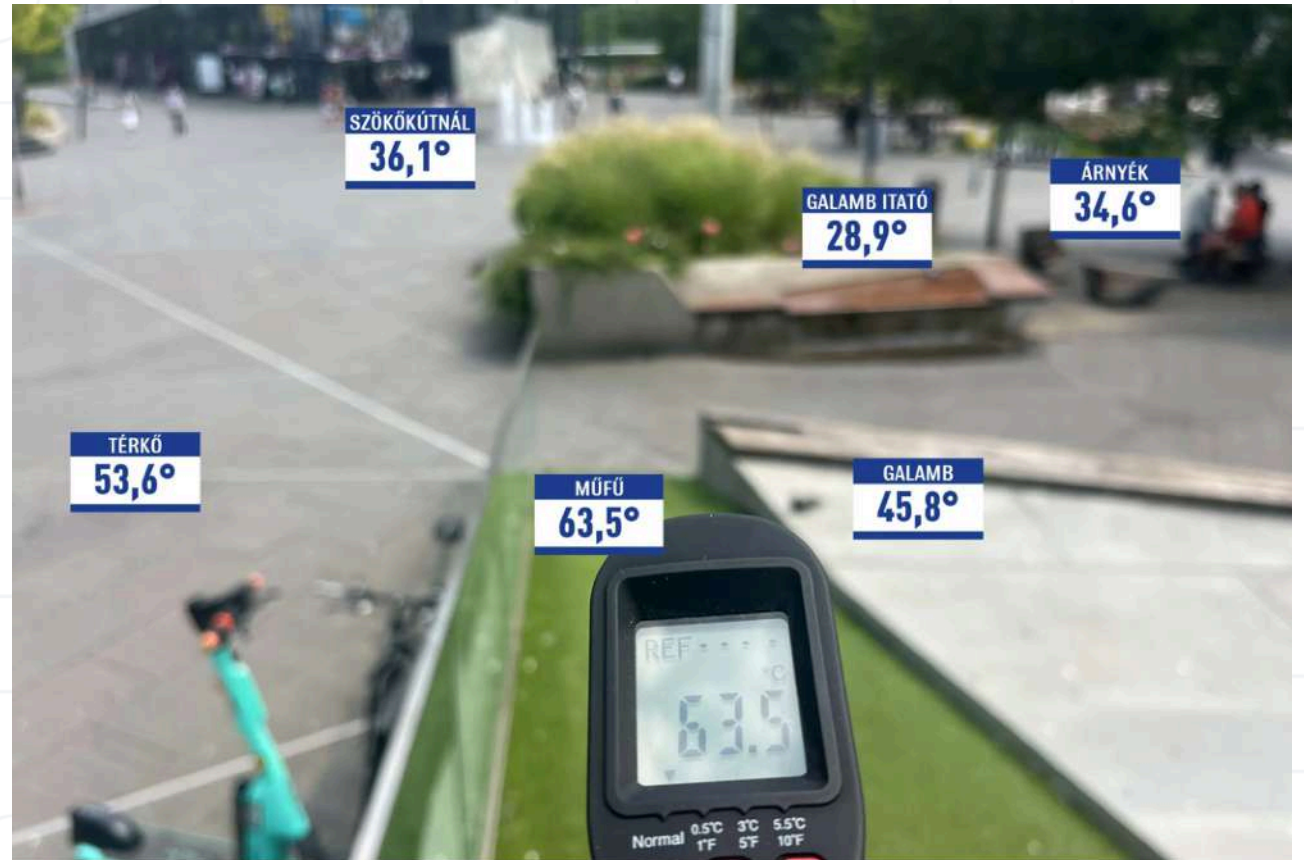 SZÖKŐKÚTNÁL
36,1°
ÁRNYÉK
34,6°
GALAMB ITATÓ
28,9°
TÉRKŐ
53,6°
MŰFŰ
63,5°
GALAMB
45,8°
REF - - - -
°C
63.5
Normal 0.5°C 3°C 5.5°C
1°F 5°F 10°F